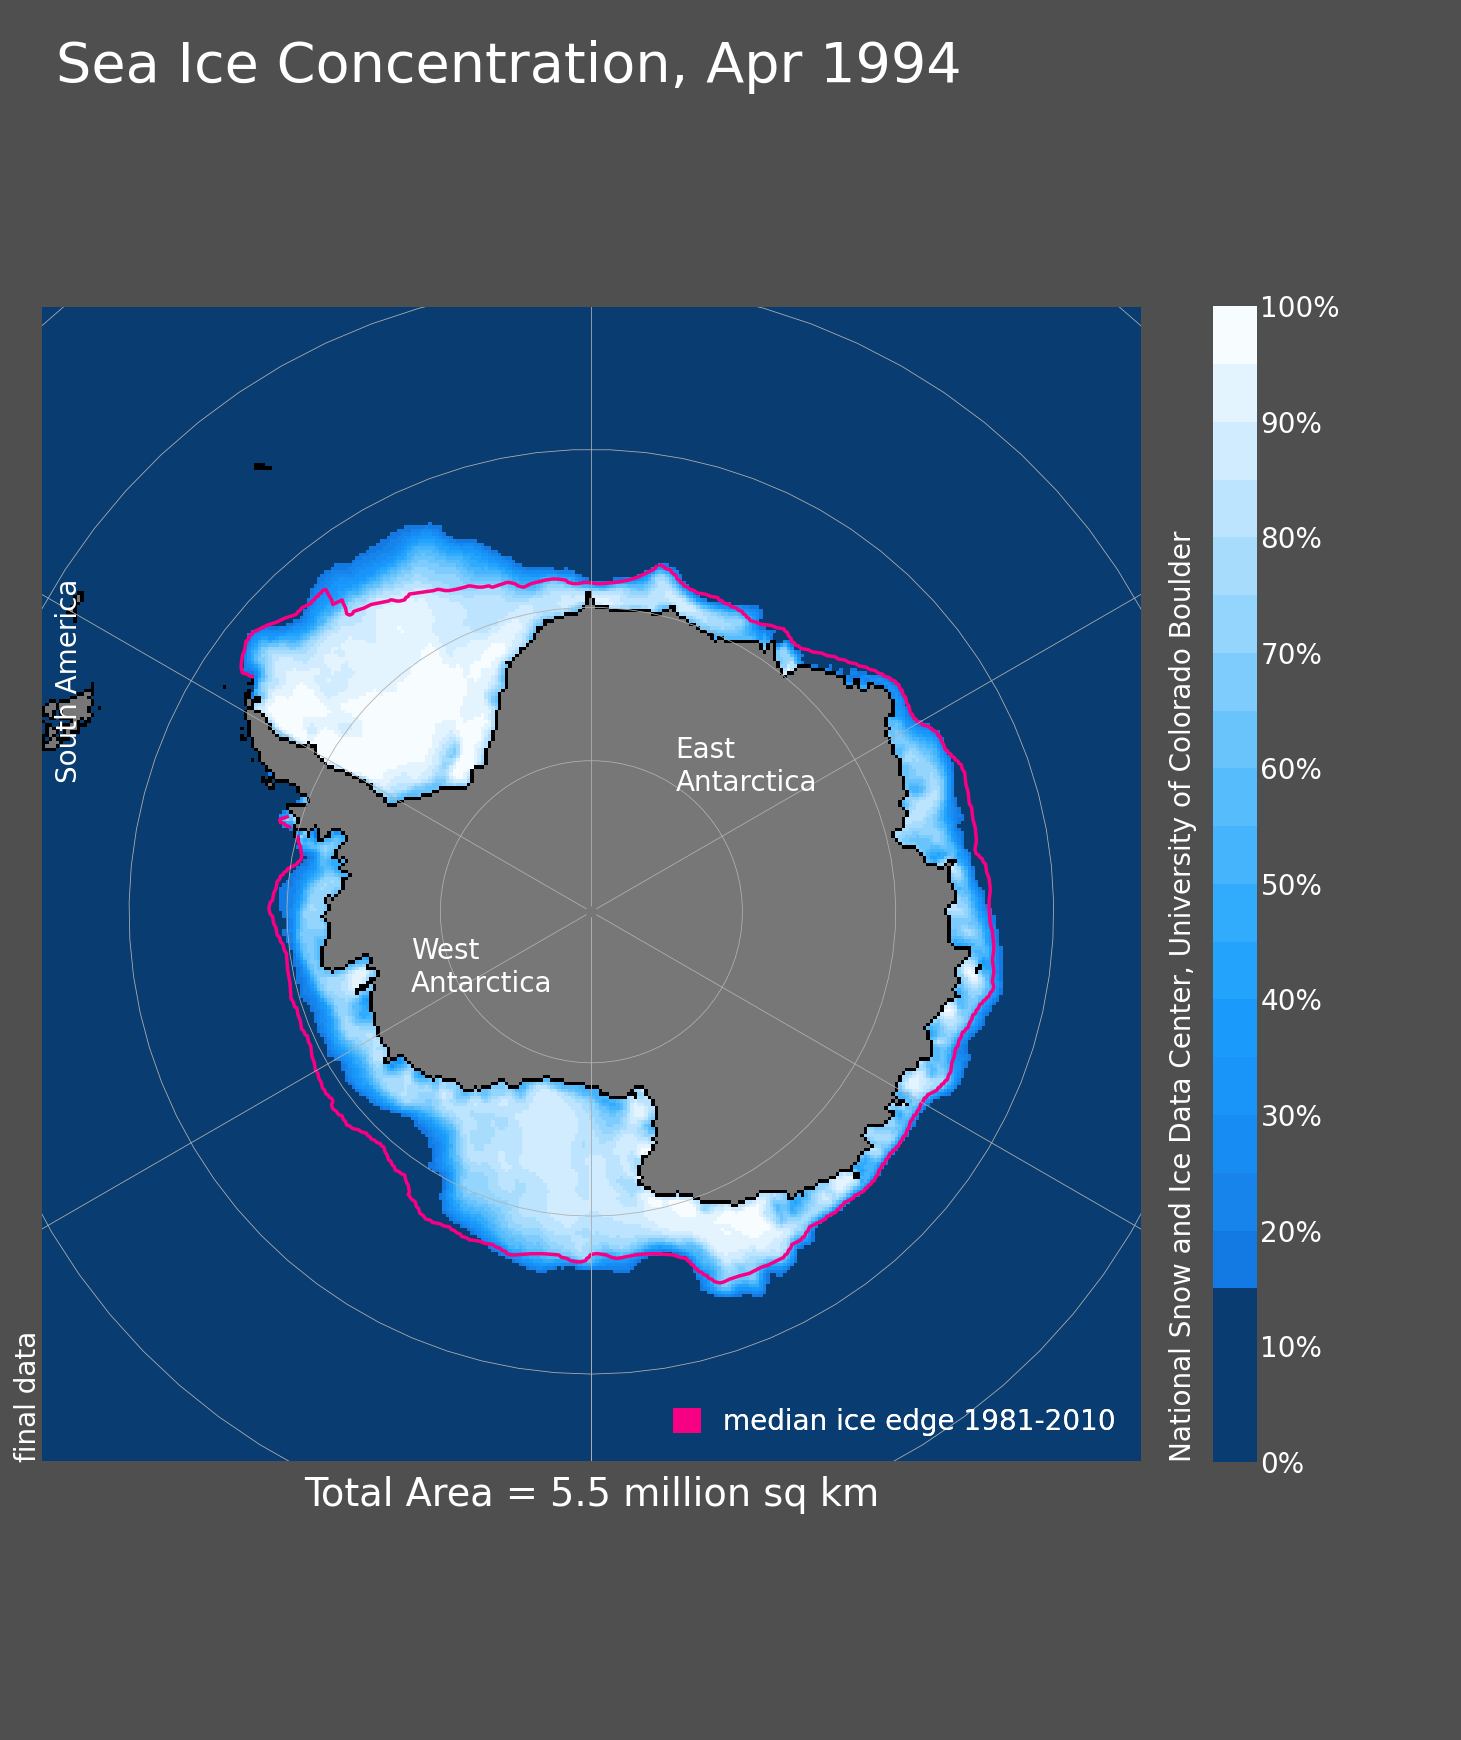 Sea Ice Concentration, Apr 1994
South America
East
Antarctica
West
Antarctica
median ice edge 1981-2010
final data
Total Area = 5.5 million sq km
National Snow and Ice Data Center, University of Colorado Boulder
100%
90%
80%
70%
60%
50%
40%
30%
20%
10%
0%